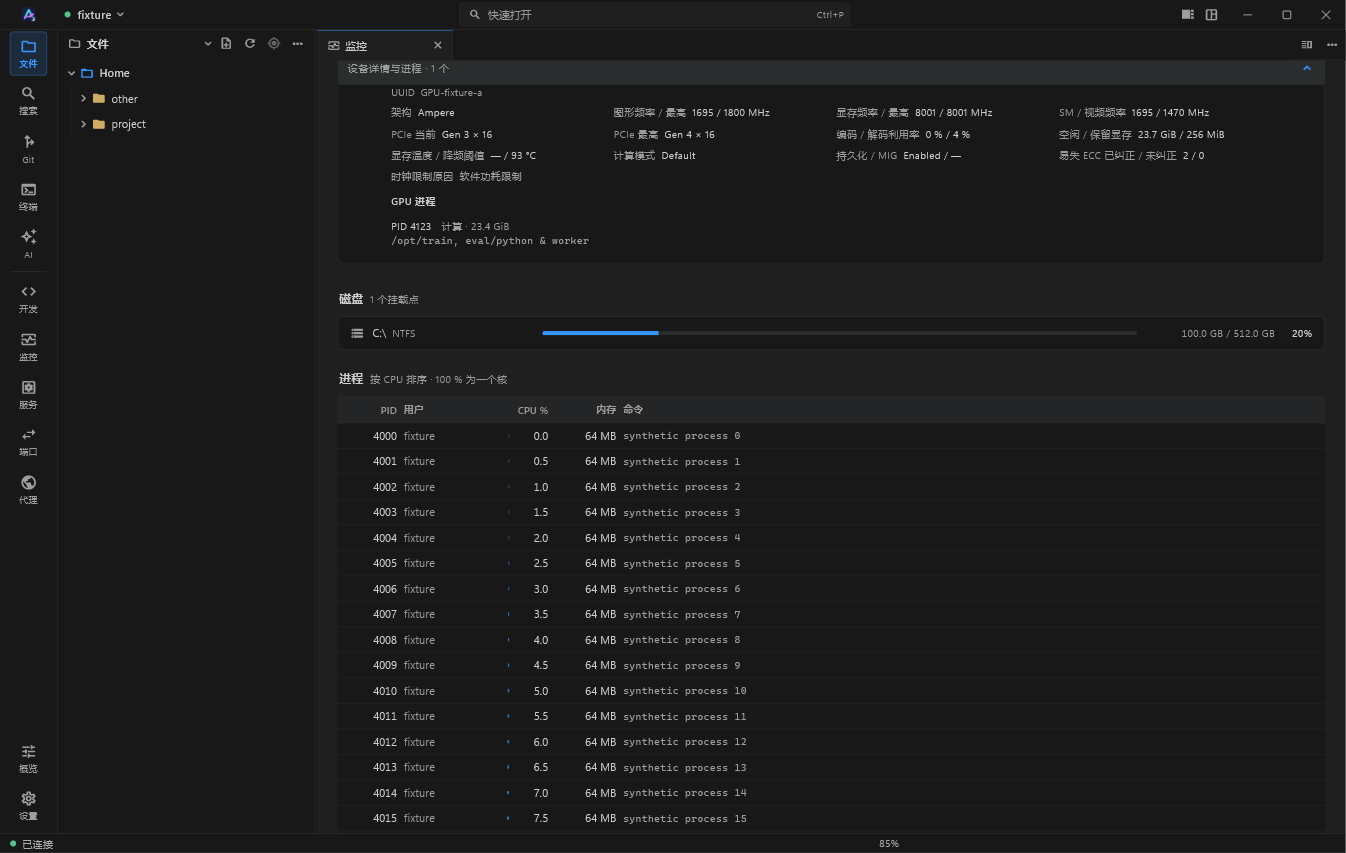 fixture
快速打开 Ctrl+P
文件
搜索
Git
终端
AI
开发
监控
服务
端口
代理
概览
设置
文件
Home
other
project
监控
设备详情与进程 · 1 个
UUID GPU-fixture-a
架构 Ampere 图形频率 / 最高 1695 / 1800 MHz 显存频率 / 最高 8001 / 8001 MHz SM / 视频频率 1695 / 1470 MHz
PCIe 当前 Gen 3 × 16 PCIe 最高 Gen 4 × 16 编码 / 解码利用率 0 % / 4 % 空闲 / 保留显存 23.7 GiB / 256 MiB
显存温度 / 降频阈值 — / 93 °C 计算模式 Default 持久化 / MIG Enabled / — 易失 ECC 已纠正 / 未纠正 2 / 0
时钟限制原因 软件功耗限制
GPU 进程
PID 4123 计算 · 23.4 GiB
/opt/train, eval/python & worker
磁盘 1 个挂载点
C:\ NTFS 100.0 GB / 512.0 GB 20%
进程 按 CPU 排序 · 100 % 为一个核
PID 用户 CPU % 内存 命令
4000 fixture 0.0 64 MB synthetic process 0
4001 fixture 0.5 64 MB synthetic process 1
4002 fixture 1.0 64 MB synthetic process 2
4003 fixture 1.5 64 MB synthetic process 3
4004 fixture 2.0 64 MB synthetic process 4
4005 fixture 2.5 64 MB synthetic process 5
4006 fixture 3.0 64 MB synthetic process 6
4007 fixture 3.5 64 MB synthetic process 7
4008 fixture 4.0 64 MB synthetic process 8
4009 fixture 4.5 64 MB synthetic process 9
4010 fixture 5.0 64 MB synthetic process 10
4011 fixture 5.5 64 MB synthetic process 11
4012 fixture 6.0 64 MB synthetic process 12
4013 fixture 6.5 64 MB synthetic process 13
4014 fixture 7.0 64 MB synthetic process 14
4015 fixture 7.5 64 MB synthetic process 15
已连接 85%